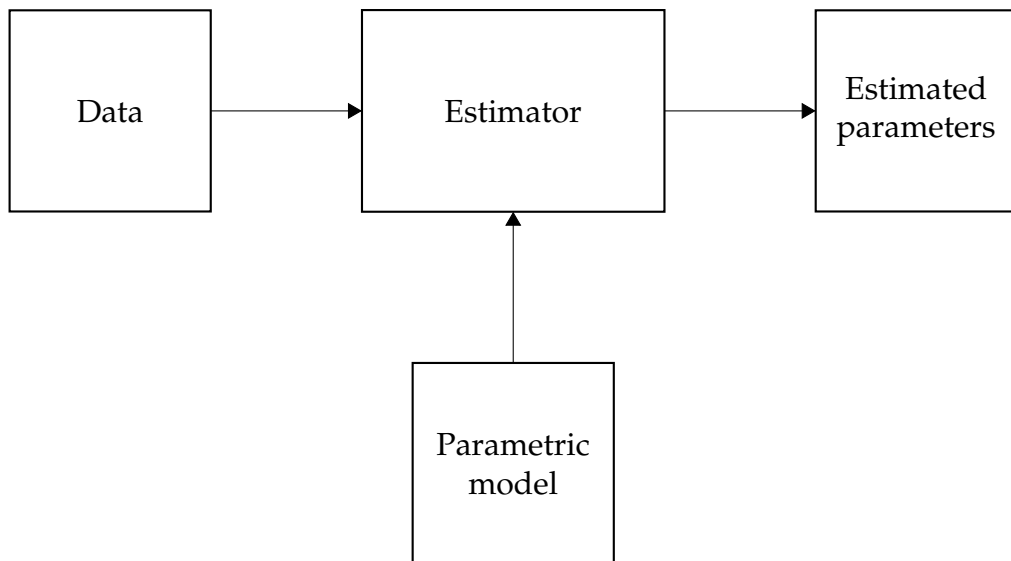 Data
Estimator
Estimated
parameters
Parametric
model